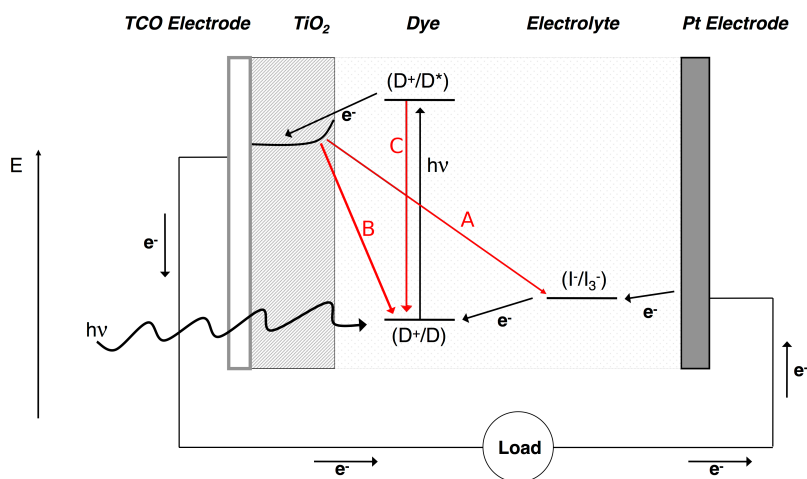 TCO Electrode TiO₂ Dye Electrolyte Pt Electrode
(D⁺/D*)
e⁻
E
C
hν
B
A
e⁻
(I⁻/I₃⁻)
hν
e⁻
e⁻
(D⁺/D)
e⁻
Load
e⁻
e⁻